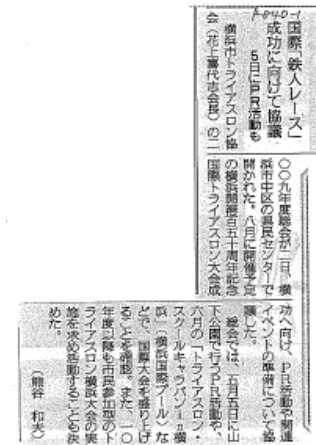 A840-1
国際「鉄人レース」
成功に向けて協議
5日にPR活動も
横浜市トライアスロン協
会（花上喜代志会長）の二
〇〇九年度総会が二日、横
浜市中区の県民センターで
開かれた。八月に開催予定
の横浜開港百五十周年記念
国際トライアスロン大会成
功へ向け、PR活動や開催
イベントの準備について協
議した。
総会では、五月五日に山
下公園で行うPR活動や、
六月の「トライアスロン・
スクールキャラバンin横
浜」（横浜国際プール）な
どで、国際大会を盛り上げ
ることを確認。また、一〇
年度以降も市民参加型のト
ライアスロン横浜大会の実
施を求め活動することも決
めた。
（熊谷 和夫）